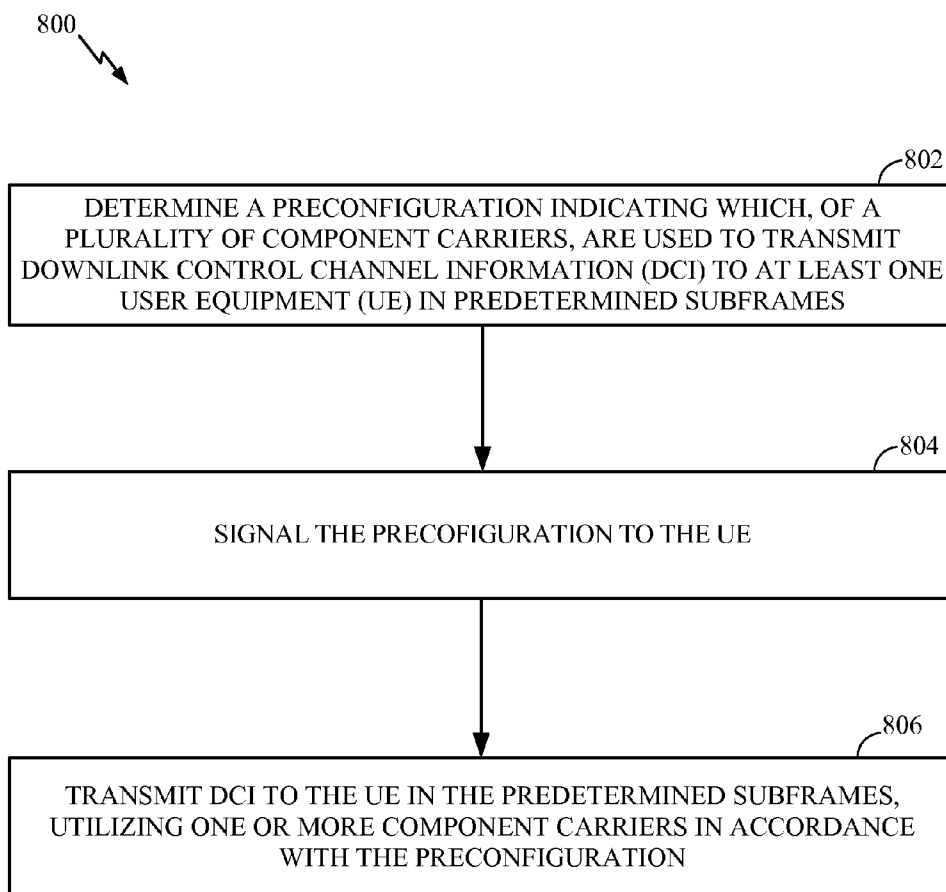 800
802
DETERMINE A PRECONFIGURATION INDICATING WHICH, OF A
PLURALITY OF COMPONENT CARRIERS, ARE USED TO TRANSMIT
DOWNLINK CONTROL CHANNEL INFORMATION (DCI) TO AT LEAST ONE
USER EQUIPMENT (UE) IN PREDETERMINED SUBFRAMES
804
SIGNAL THE PRECOFIGURATION TO THE UE
806
TRANSMIT DCI TO THE UE IN THE PREDETERMINED SUBFRAMES,
UTILIZING ONE OR MORE COMPONENT CARRIERS IN ACCORDANCE
WITH THE PRECONFIGURATION